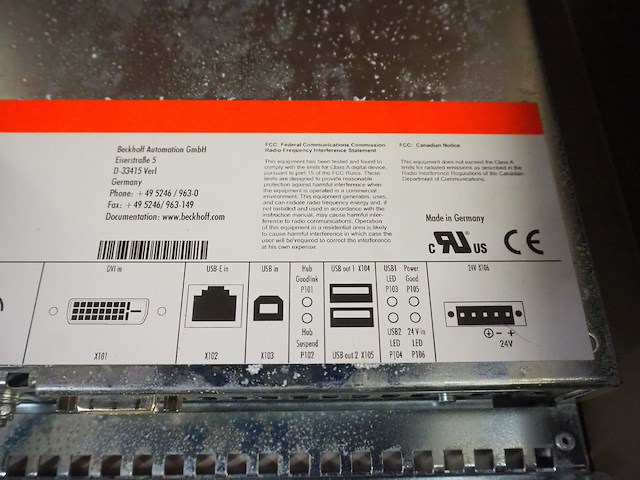 Beckhoff Automation GmbH
Eiserstraße 5
D-33415 Verl
Germany
Phone: +49 5246 / 963-0
Fax: +49 5246/ 963-149
Documentation: www.beckhoff.com
FCC: Federal Communications Commission
Radio Frequency Interference Statement
This equipment has been tested and found to
comply with the limits for Class A digital device,
pursuant to part 15 of the FCC Rules. These
limits are designed to provide reasonable
protection against harmful interference when
the equipment is operated in a commercial
environment. This equipment generates, uses,
and can radiate radio frequency energy and, if
not installed and used in accordance with the
instruction manual, may cause harmful inter-
ference to radio communications. Operation
of this equipment in a residential area is likely
to cause harmful interference in which case the
user will be required to correct the interference
at his own expense.
FCC: Canadian Notice
This equipment does not exceed the Class A
limits for radiated emissions as described in the
Radio Interference Regulations of the Canadian
Department of Communications.
Made in Germany
C RU US CE
DVI in
X101
USB-E in
X102
USB in
X103
Hub
Goodlink
P101
Hub
Suspend
P102
USB out 1 X104
USB out 2 X105
USB1
LED
P103
USB2
LED
P104
Power
Good
P105
24 V in
LED
P106
24V X106
− +
24V